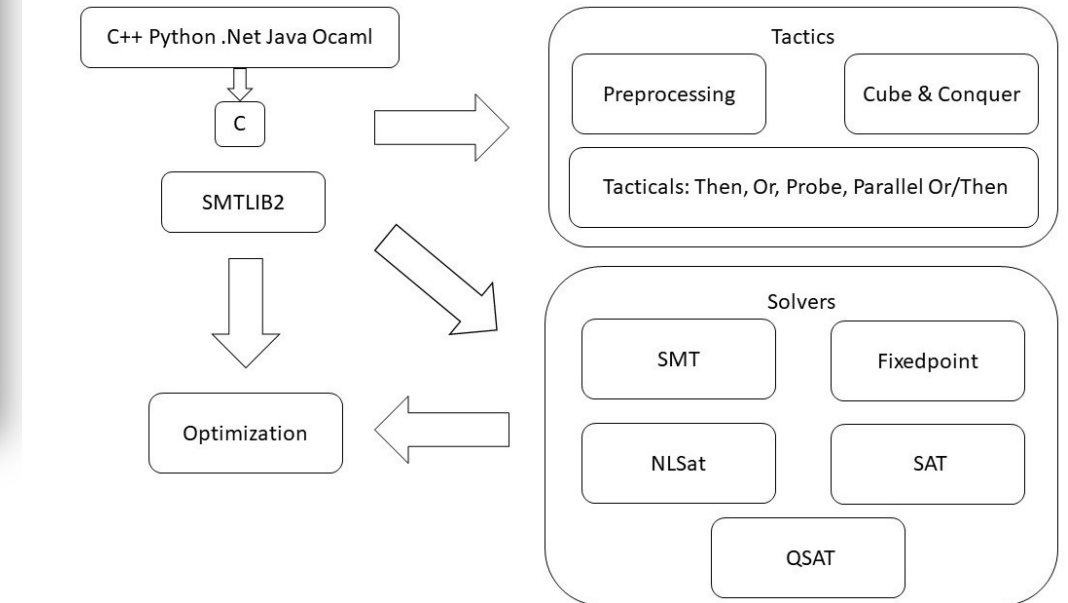 C++ Python .Net Java Ocaml
C
SMTLIB2
Optimization
Tactics
Preprocessing
Cube & Conquer
Tacticals: Then, Or, Probe, Parallel Or/Then
Solvers
SMT
Fixedpoint
NLSat
SAT
QSAT